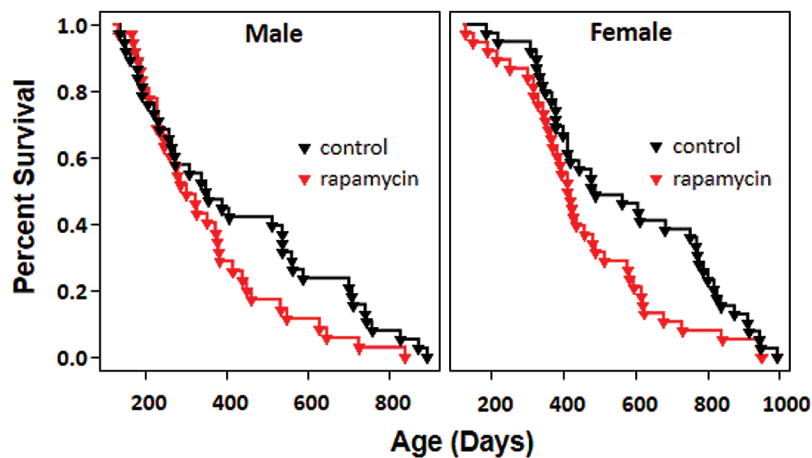 Male
Female
Percent Survival
1.0
0.8
0.6
0.4
0.2
0.0
control
rapamycin
control
rapamycin
200
400
600
800
200
400
600
800
1000
Age (Days)